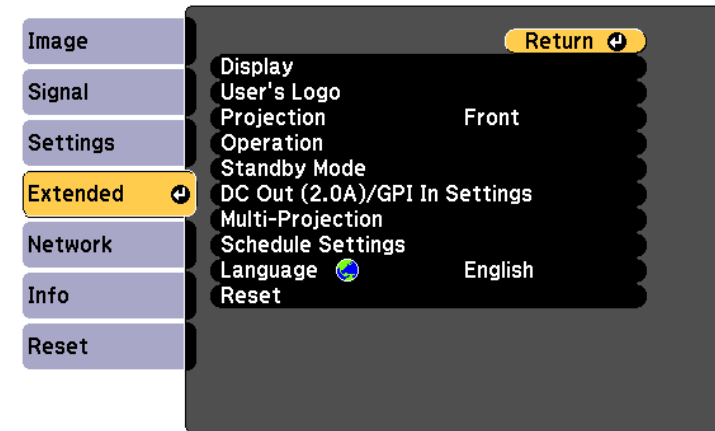 Image
Signal
Settings
Extended
Network
Info
Reset
Return
Display
User's Logo
Projection Front
Operation
Standby Mode
DC Out (2.0A)/GPI In Settings
Multi-Projection
Schedule Settings
Language English
Reset